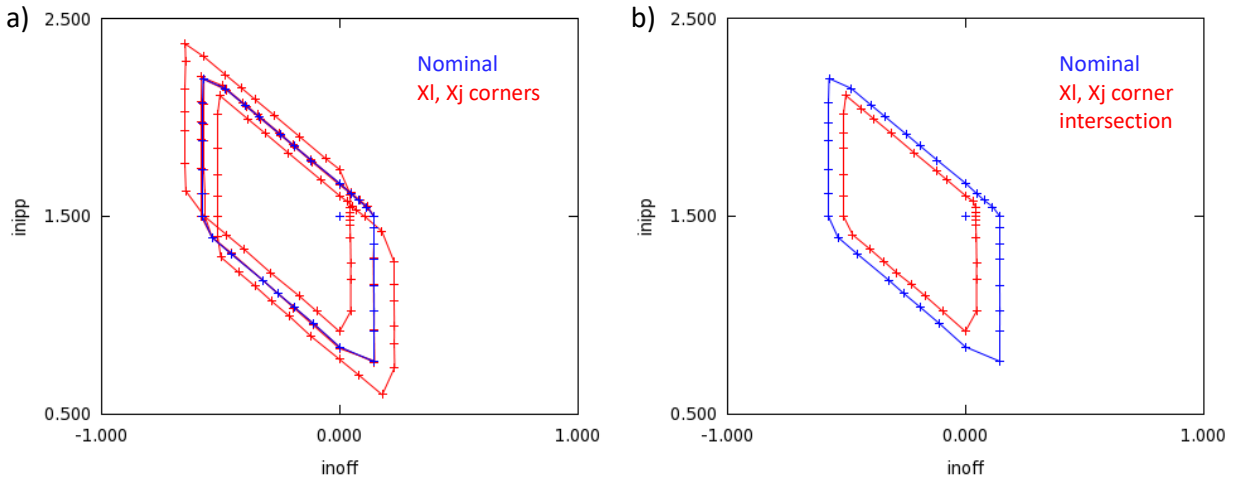 a)
2.500
Nominal
Xl, Xj corners
inipp
1.500
0.500
-1.000
0.000
1.000
inoff
b)
2.500
Nominal
Xl, Xj corner
intersection
inipp
1.500
0.500
-1.000
0.000
1.000
inoff